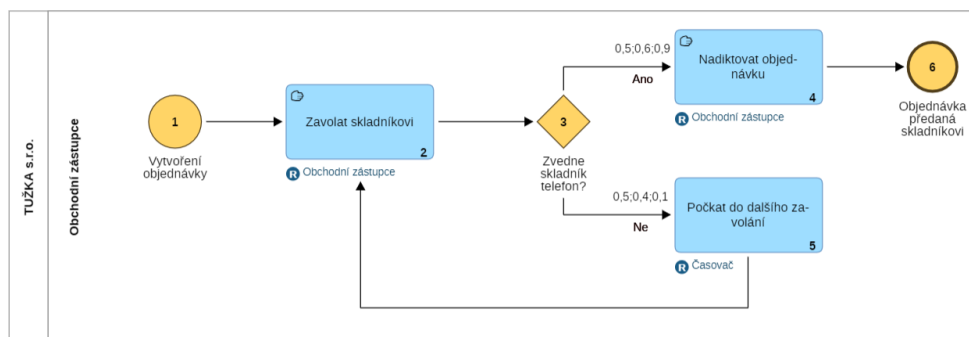 TUŽKA s.r.o.
Obchodní zástupce
1
Vytvoření
objednávky
Zavolat skladníkovi
2
R Obchodní zástupce
3
Zvedne
skladník
telefon?
0,5;0,6;0,9
Ano
Nadiktovat objed-
návku
4
R Obchodní zástupce
6
Objednávka
předaná
skladníkovi
0,5;0,4;0,1
Ne
Počkat do dalšího za-
volání
5
R Časovač